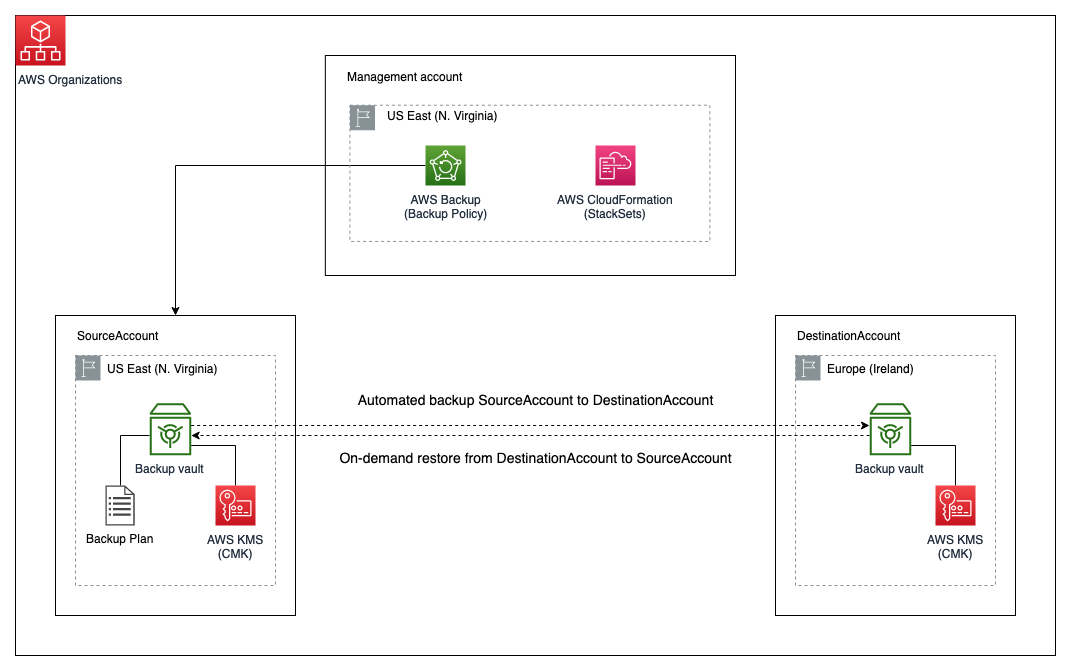 AWS Organizations
Management account
US East (N. Virginia)
AWS Backup
(Backup Policy)
AWS CloudFormation
(StackSets)
SourceAccount
US East (N. Virginia)
Backup vault
Backup Plan
AWS KMS
(CMK)
Automated backup SourceAccount to DestinationAccount
On-demand restore from DestinationAccount to SourceAccount
DestinationAccount
Europe (Ireland)
Backup vault
AWS KMS
(CMK)